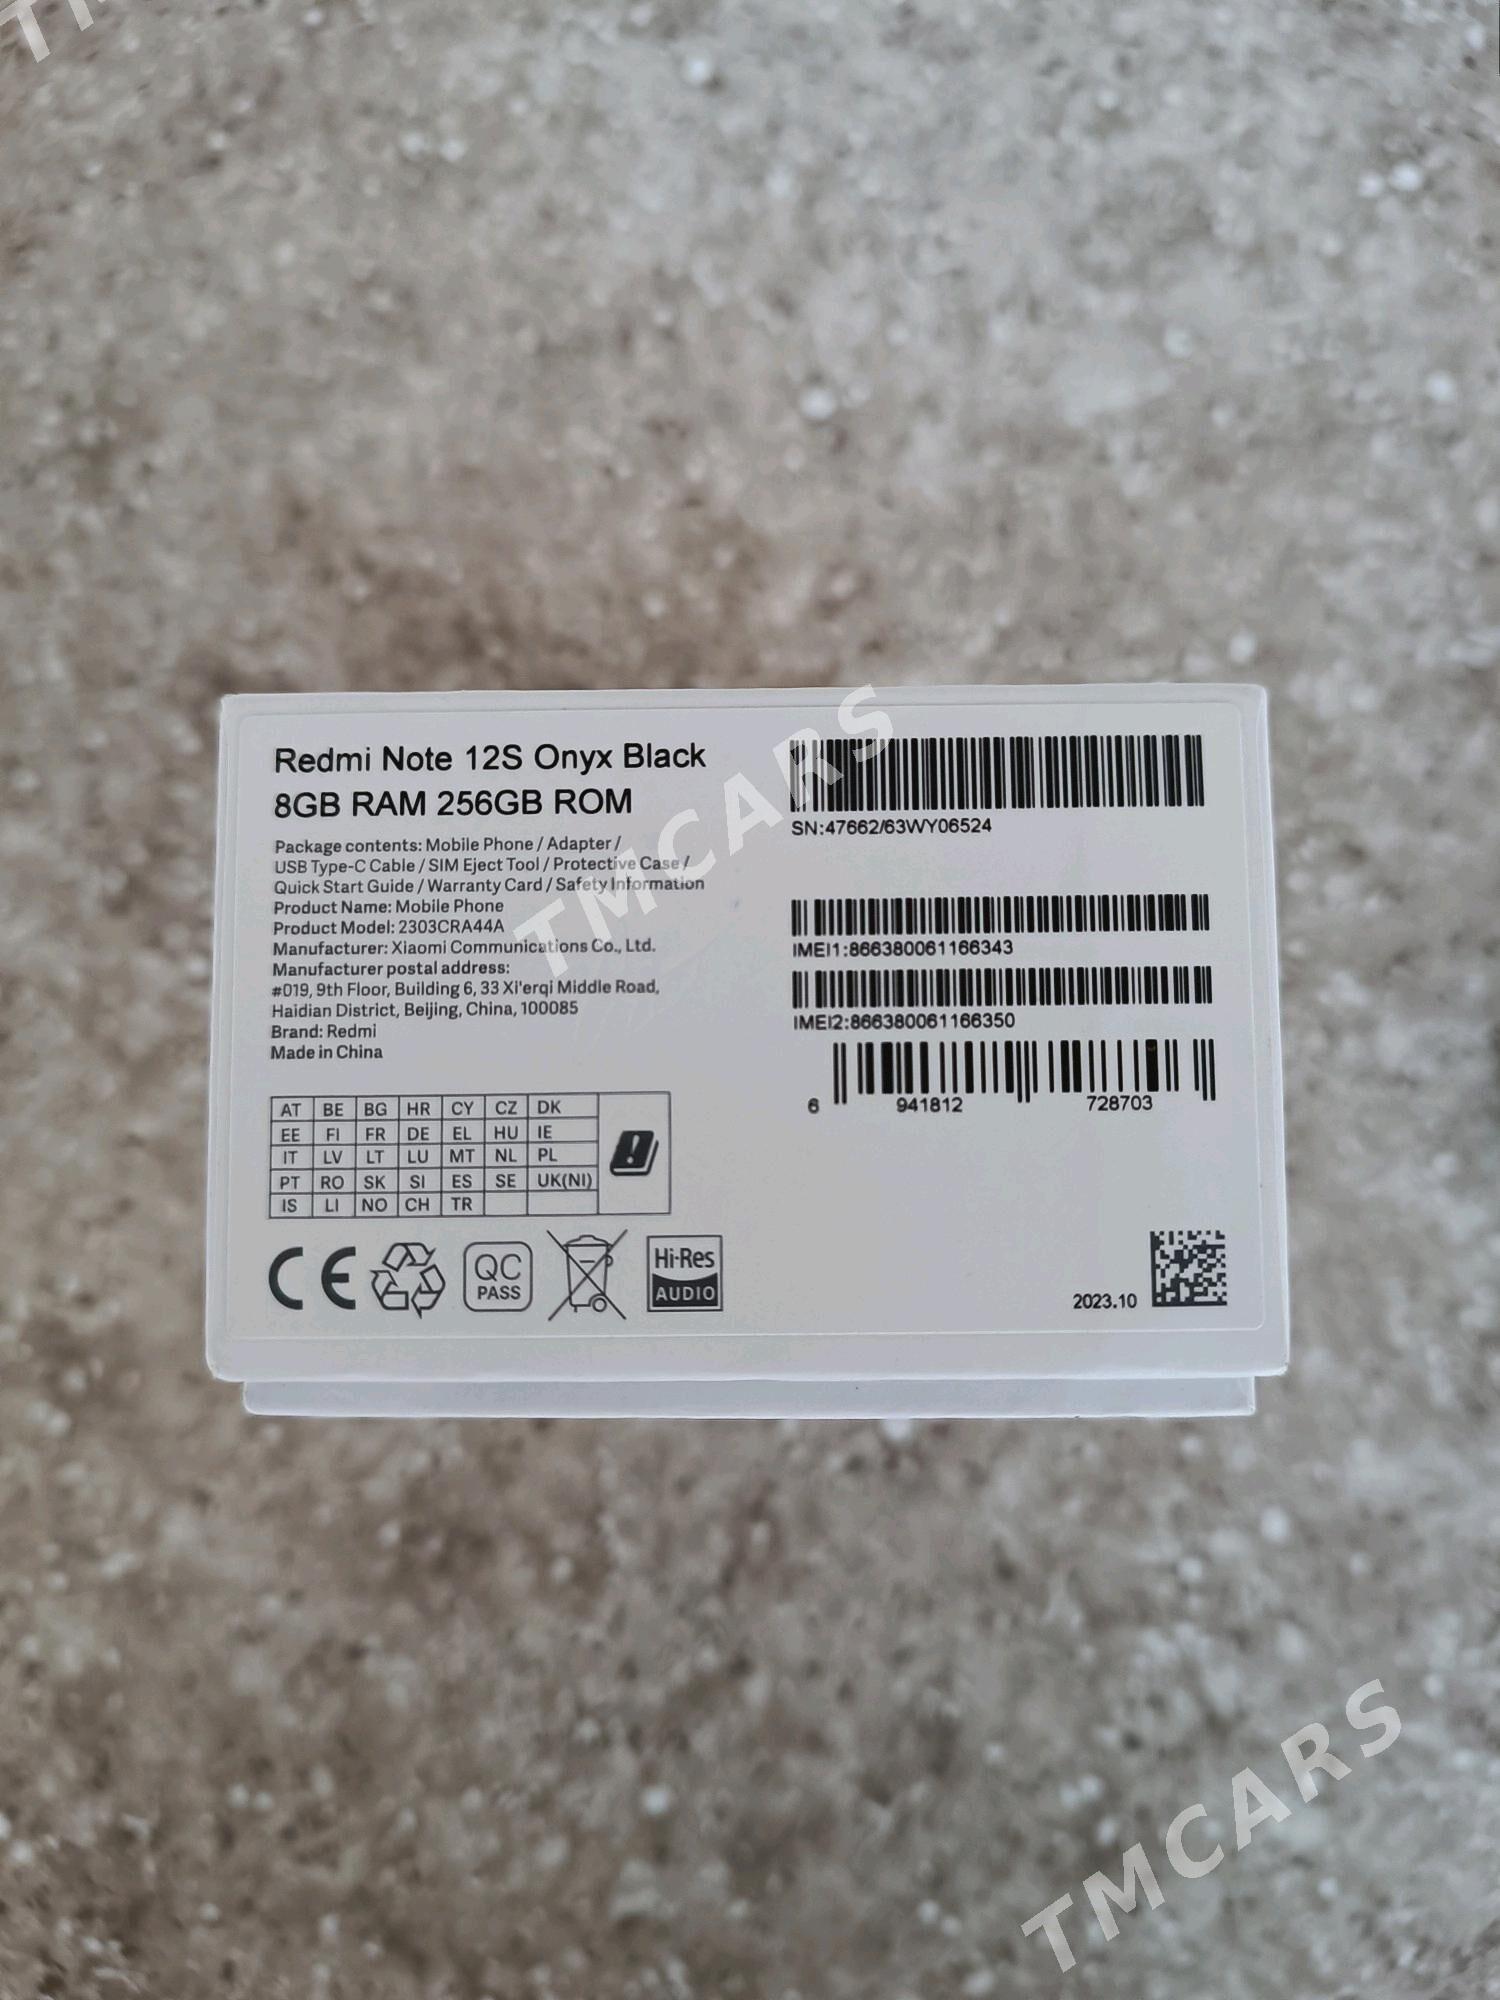 Redmi Note 12S Onyx Black
8GB RAM 256GB ROM
Package contents: Mobile Phone / Adapter /
USB Type-C Cable / SIM Eject Tool / Protective Case /
Quick Start Guide / Warranty Card / Safety Information
Product Name: Mobile Phone
Product Model: 2303CRA44A
Manufacturer: Xiaomi Communications Co., Ltd.
Manufacturer postal address:
#019, 9th Floor, Building 6, 33 Xi'erqi Middle Road,
Haidian District, Beijing, China, 100085
Brand: Redmi
Made in China
AT BE BG HR CY CZ DK
EE FI FR DE EL HU IE
IT LV LT LU MT NL PL
PT RO SK SI ES SE UK(NI)
IS LI NO CH TR
CE
QC
PASS
Hi-Res
AUDIO
SN:47662/63WY06524
IMEI1:866380061166343
IMEI2:866380061166350
6 941812 728703
2023.10
TMCARS
TMCARS